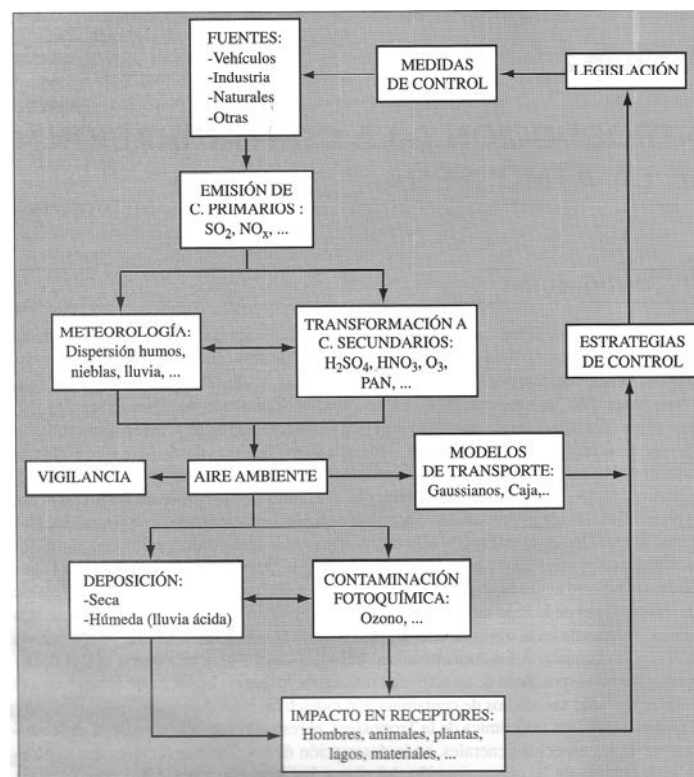 FUENTES:
-Vehículos
-Industria
-Naturales
-Otras
MEDIDAS
DE CONTROL
LEGISLACIÓN
EMISIÓN DE
C. PRIMARIOS :
SO₂, NOₓ, ...
METEOROLOGÍA:
Dispersión humos,
nieblas, lluvia, ...
TRANSFORMACIÓN A
C. SECUNDARIOS:
H₂SO₄, HNO₃, O₃,
PAN, ...
ESTRATEGIAS
DE CONTROL
VIGILANCIA
AIRE AMBIENTE
MODELOS
DE TRANSPORTE:
Gaussianos, Caja,..
DEPOSICIÓN:
-Seca
-Húmeda (lluvia ácida)
CONTAMINACIÓN
FOTOQUÍMICA:
Ozono, ...
IMPACTO EN RECEPTORES:
Hombres, animales, plantas,
lagos, materiales, ...